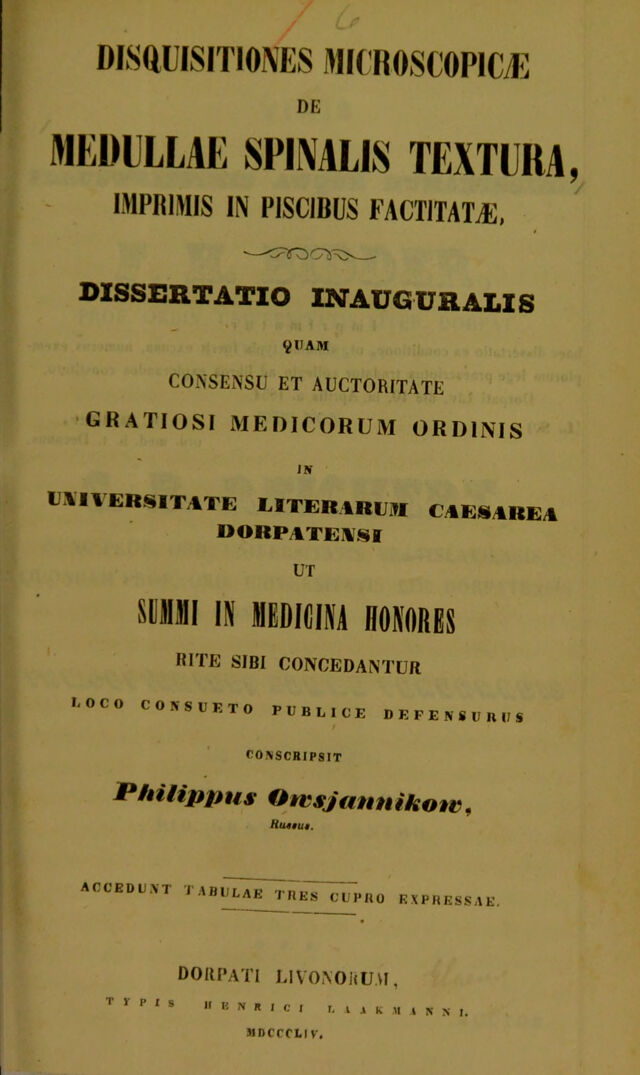 6
DISQUISITIONES MICROSCOPICÆ
DE
MEDULLAE SPINALIS TEXTURA,
IMPRIMIS IN PISCIBUS FACTITATÆ,
DISSERTATIO INAUGURALIS
QUAM
CONSENSU ET AUCTORITATE
GRATIOSI MEDICORUM ORDINIS
IN
UNIVERSITATE LITERARUM CAESAREA
DORPATENSI
UT
SUMMI IN MEDICINA HONORES
RITE SIBI CONCEDANTUR
LOCO CONSUETO PUBLICE DEFENSURUS
CONSCRIPSIT
Philippus Owsjannikow,
Russus.
ACCEDUNT TABULAE TRES CUPRO EXPRESSAE.
DORPATI LIVONORUM,
TYPIS HENRICI LAAKMANNI.
MDCCCLIV.